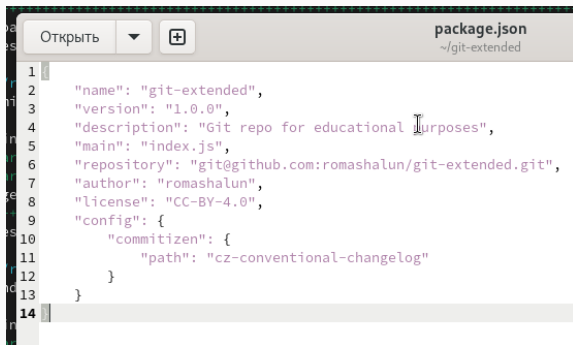 Открыть
package.json
~/git-extended
1 {
2     "name": "git-extended",
3     "version": "1.0.0",
4     "description": "Git repo for educational purposes",
5     "main": "index.js",
6     "repository": "git@github.com:romashalun/git-extended.git",
7     "author": "romashalun",
8     "license": "CC-BY-4.0",
9     "config": {
10         "commitizen": {
11             "path": "cz-conventional-changelog"
12         }
13     }
14 }